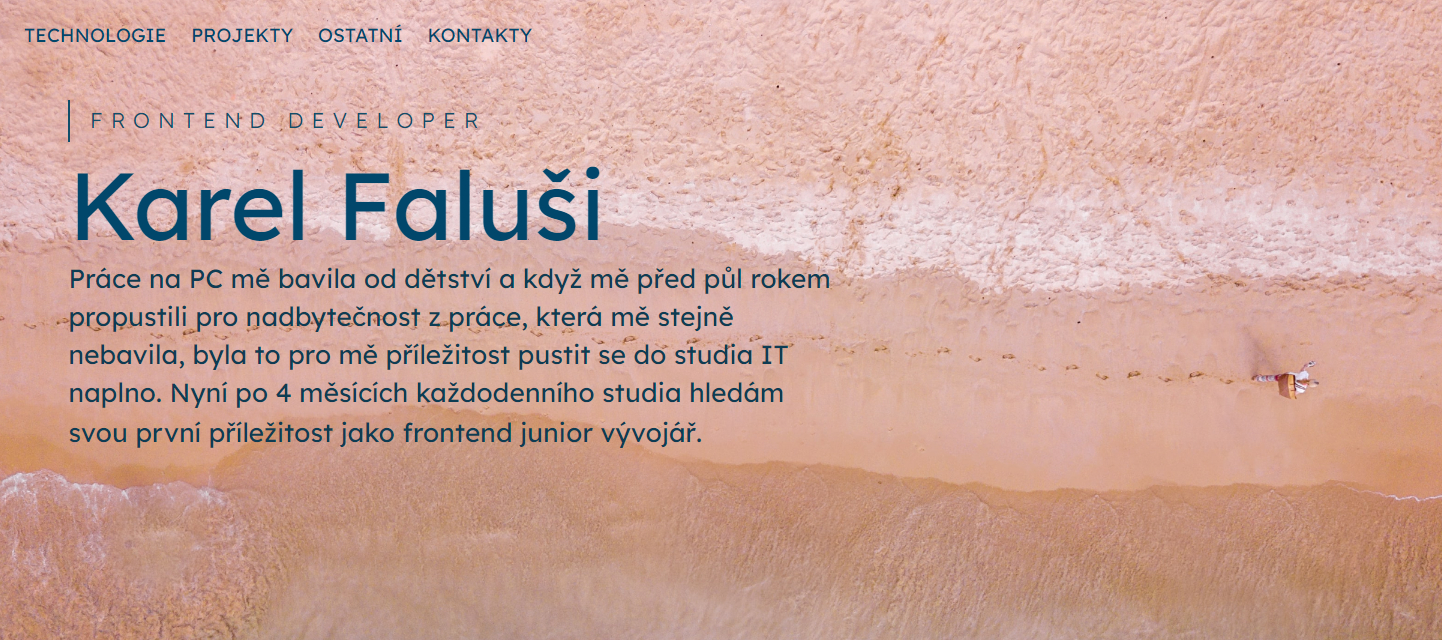 TECHNOLOGIE PROJEKTY OSTATNÍ KONTAKTY
FRONTEND DEVELOPER
Karel Faluši
Práce na PC mě bavila od dětství a když mě před půl rokem
propustili pro nadbytečnost z práce, která mě stejně
nebavila, byla to pro mě příležitost pustit se do studia IT
naplno. Nyní po 4 měsících každodenního studia hledám
svou první příležitost jako frontend junior vývojář.